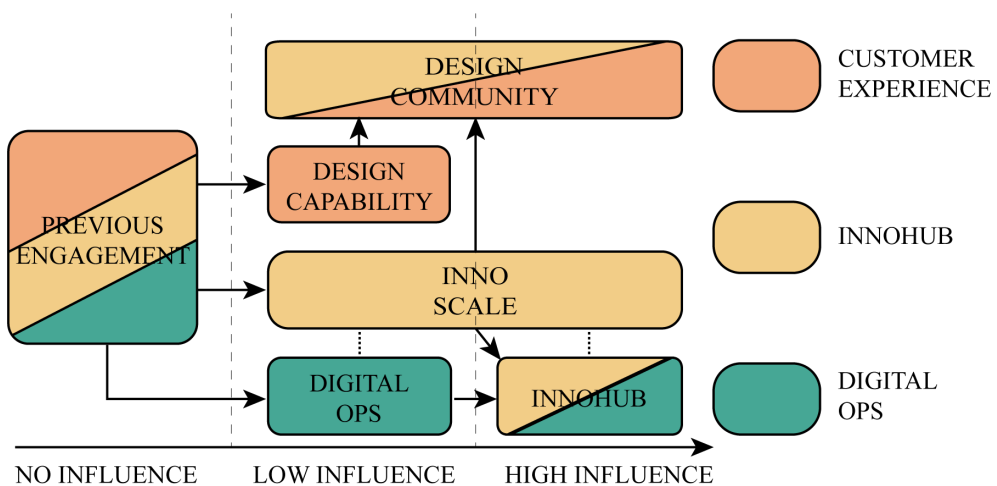 DESIGN
COMMUNITY
CUSTOMER
EXPERIENCE
DESIGN
CAPABILITY
PREVIOUS
ENGAGEMENT
INNOHUB
INNO
SCALE
DIGITAL
OPS
INNOHUB
DIGITAL
OPS
NO INFLUENCE
LOW INFLUENCE
HIGH INFLUENCE